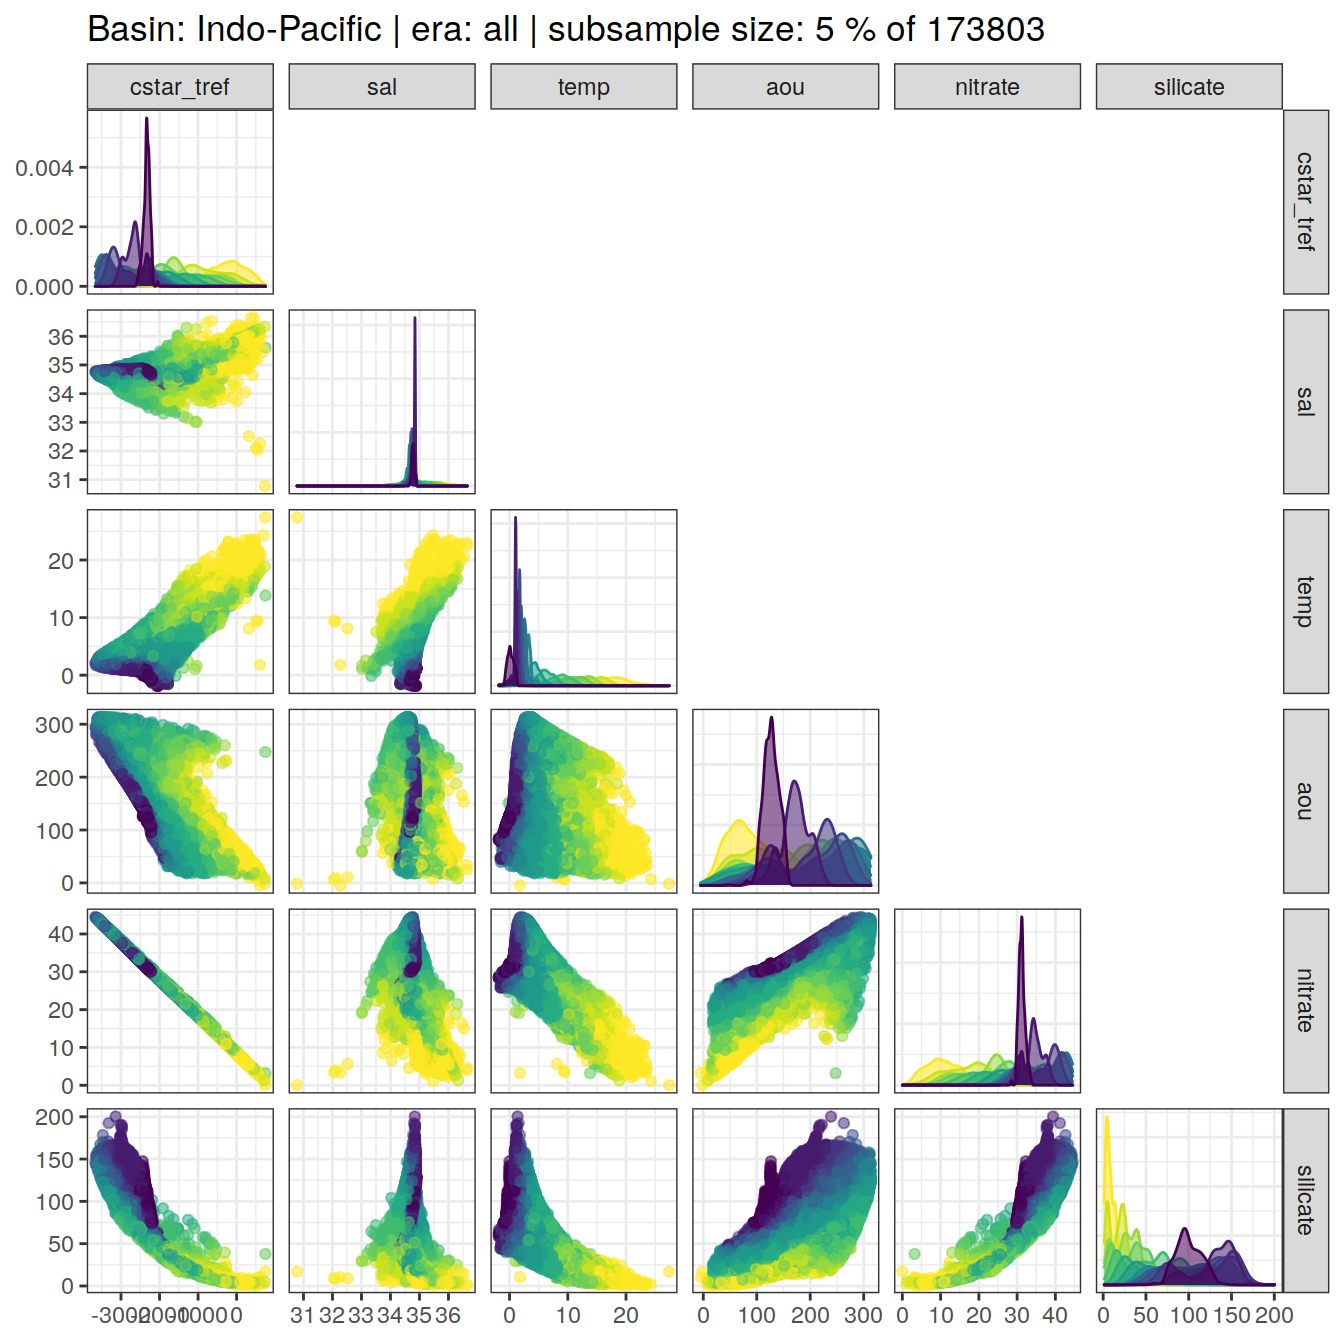 Basin: Indo-Pacific | era: all | subsample size: 5 % of 173803
cstar_tref sal temp aou nitrate silicate
0.004
0.002
0.000
cstar_tref
36
35
34
33
32
31
sal
20
10
0
temp
300
200
100
0
aou
40
30
20
10
0
nitrate
200
150
100
50
0
silicate
31 32 33 34 35 36 0 10 20 0 100 200 300 0 10 20 30 40 0 50 100 150 200